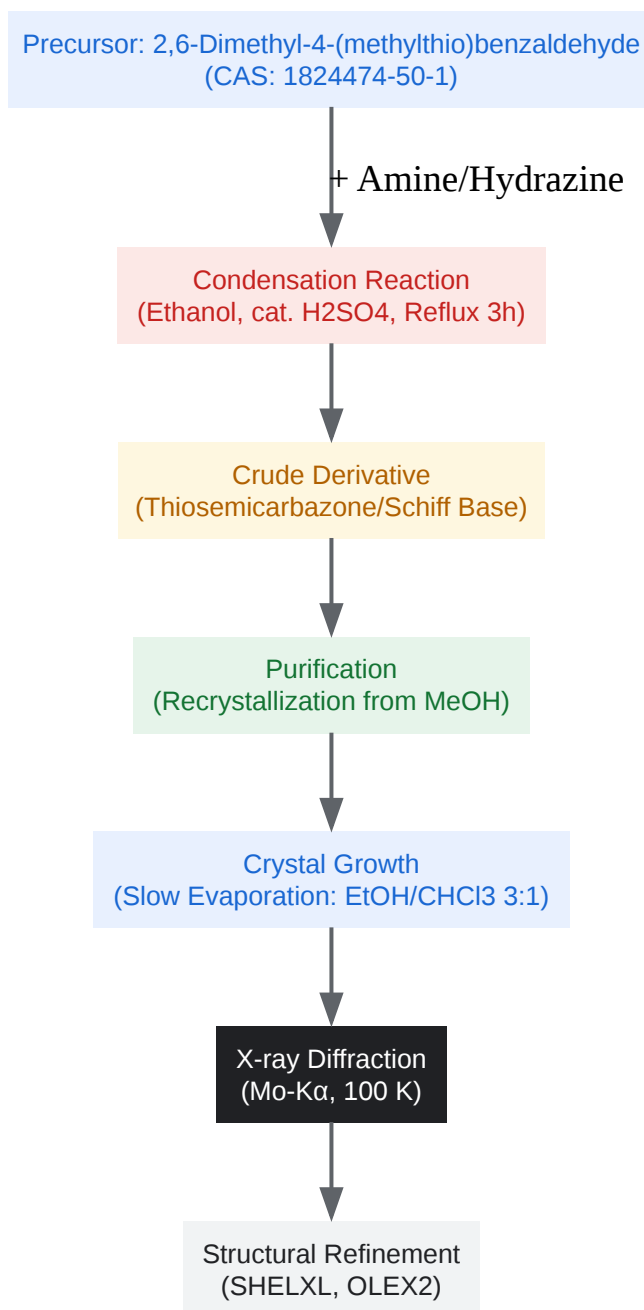 Precursor: 2,6-Dimethyl-4-(methylthio)benzaldehyde
(CAS: 1824474-50-1)
+ Amine/Hydrazine
Condensation Reaction
(Ethanol, cat. H2SO4, Reflux 3h)
Crude Derivative
(Thiosemicarbazone/Schiff Base)
Purification
(Recrystallization from MeOH)
Crystal Growth
(Slow Evaporation: EtOH/CHCl3 3:1)
X-ray Diffraction
(Mo-Kα, 100 K)
Structural Refinement
(SHELXL, OLEX2)